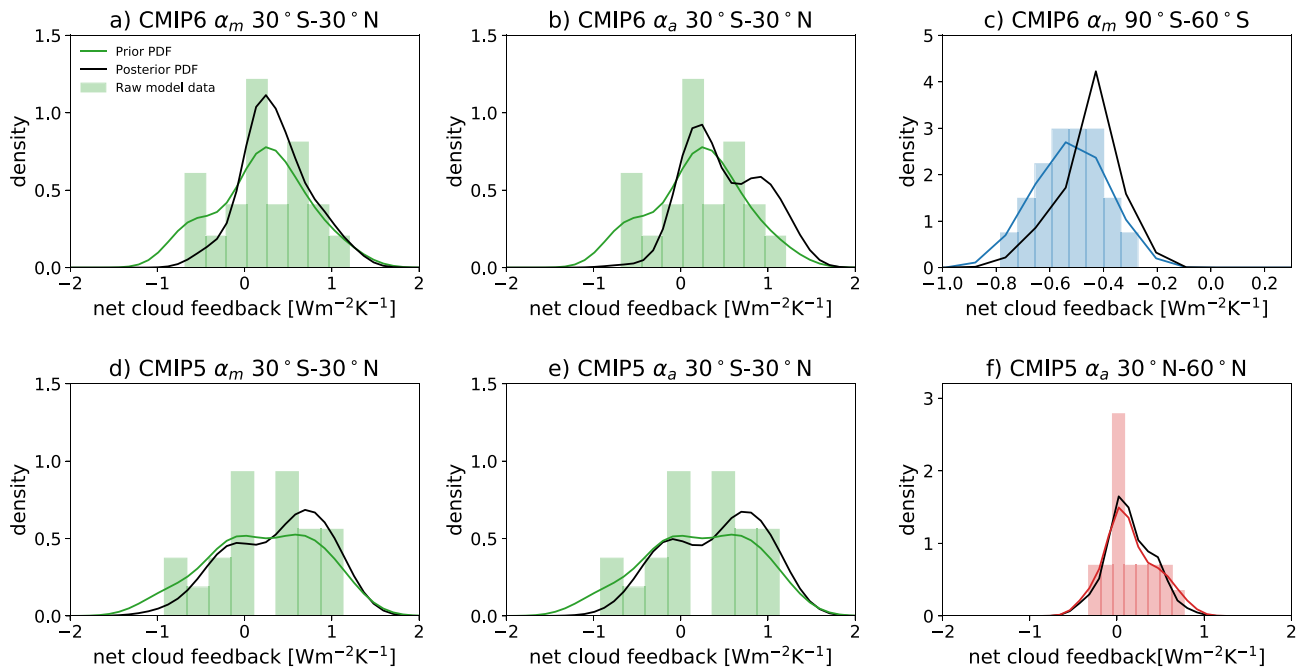 a) CMIP6 αₘ 30°S-30°N
b) CMIP6 αₐ 30°S-30°N
c) CMIP6 αₘ 90°S-60°S
1.5
1.0
0.5
0.0
density
Prior PDF
Posterior PDF
Raw model data
−2 −1 0 1 2
net cloud feedback [Wm⁻²K⁻¹]
1.5
1.0
0.5
0.0
density
−2 −1 0 1 2
net cloud feedback [Wm⁻²K⁻¹]
5
4
3
2
1
0
density
−1.0 −0.8 −0.6 −0.4 −0.2 0.0 0.2
net cloud feedback [Wm⁻²K⁻¹]
d) CMIP5 αₘ 30°S-30°N
e) CMIP5 αₐ 30°S-30°N
f) CMIP5 αₐ 30°N-60°N
1.5
1.0
0.5
0.0
density
−2 −1 0 1 2
net cloud feedback [Wm⁻²K⁻¹]
1.5
1.0
0.5
0.0
density
−2 −1 0 1 2
net cloud feedback [Wm⁻²K⁻¹]
3
2
1
0
density
−2 −1 0 1 2
net cloud feedback[Wm⁻²K⁻¹]